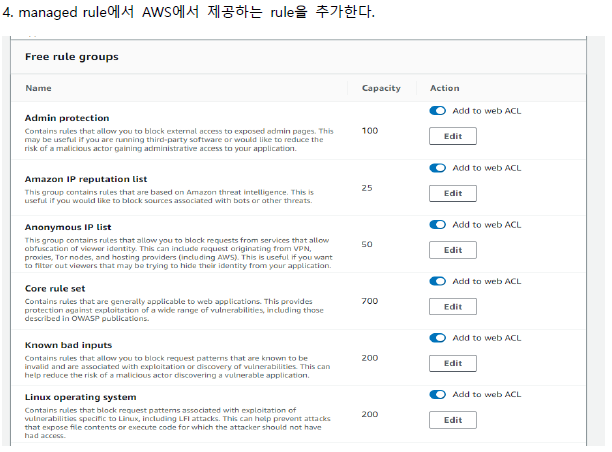 4. managed rule에서 AWS에서 제공하는 rule을 추가한다.
Free rule groups
Name Capacity Action
Admin protection
Contains rules that allow you to block external access to exposed admin pages. This
may be useful if you are running third-party software or would like to reduce the
risk of a malicious actor gaining administrative access to your application.
100
Add to web ACL
Edit
Amazon IP reputation list
This group contains rules that are based on Amazon threat intelligence. This is
useful if you would like to block sources associated with bots or other threats.
25
Add to web ACL
Edit
Anonymous IP list
This group contains rules that allow you to block requests from services that allow
obfuscation of viewer identity. This can include request originating from VPN,
proxies, Tor nodes, and hosting providers (including AWS). This is useful if you want
to filter out viewers that may be trying to hide their identity from your application.
50
Add to web ACL
Edit
Core rule set
Contains rules that are generally applicable to web applications. This provides
protection against exploitation of a wide range of vulnerabilities, including those
described in OWASP publications.
700
Add to web ACL
Edit
Known bad inputs
Contains rules that allow you to block request patterns that are known to be
invalid and are associated with exploitation or discovery of vulnerabilities. This can
help reduce the risk of a malicious actor discovering a vulnerable application.
200
Add to web ACL
Edit
Linux operating system
Contains rules that block request patterns associated with exploitation of
vulnerabilities specific to Linux, including LFI attacks. This can help prevent attacks
that expose file contents or execute code for which the attacker should not have
had access.
200
Add to web ACL
Edit